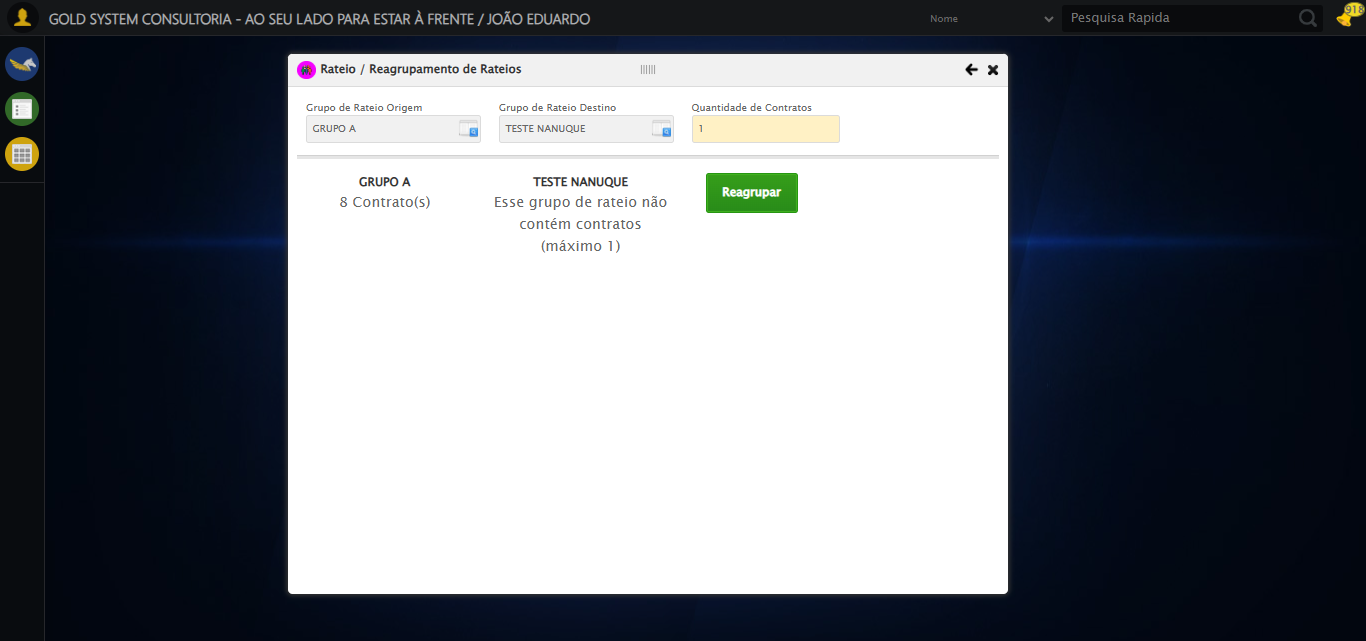 GOLD SYSTEM CONSULTORIA - AO SEU LADO PARA ESTAR À FRENTE / JOÃO EDUARDO
Nome
Pesquisa Rapida
918
Rateio / Reagrupamento de Rateios
Grupo de Rateio Origem
Grupo de Rateio Destino
Quantidade de Contratos
GRUPO A
TESTE NANUQUE
1
GRUPO A
8 Contrato(s)
TESTE NANUQUE
Esse grupo de rateio não
contém contratos
(máximo 1)
Reagrupar